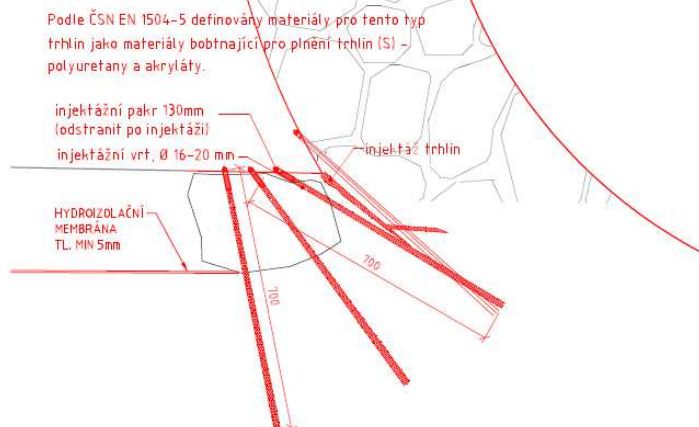 Podle ČSN EN 1504-5 definovány materiály pro tento typ
trhlin jako materiály bobtnající pro plnění trhlin (S) -
polyuretany a akryláty.
injektážní pakr 130mm
(odstranit po injektáži)
injektážní vrt, Ø 16-20 mm
injektáž trhlin
HYDROIZOLAČNÍ
MEMBRÁNA
TL. MIN 5mm
700
700